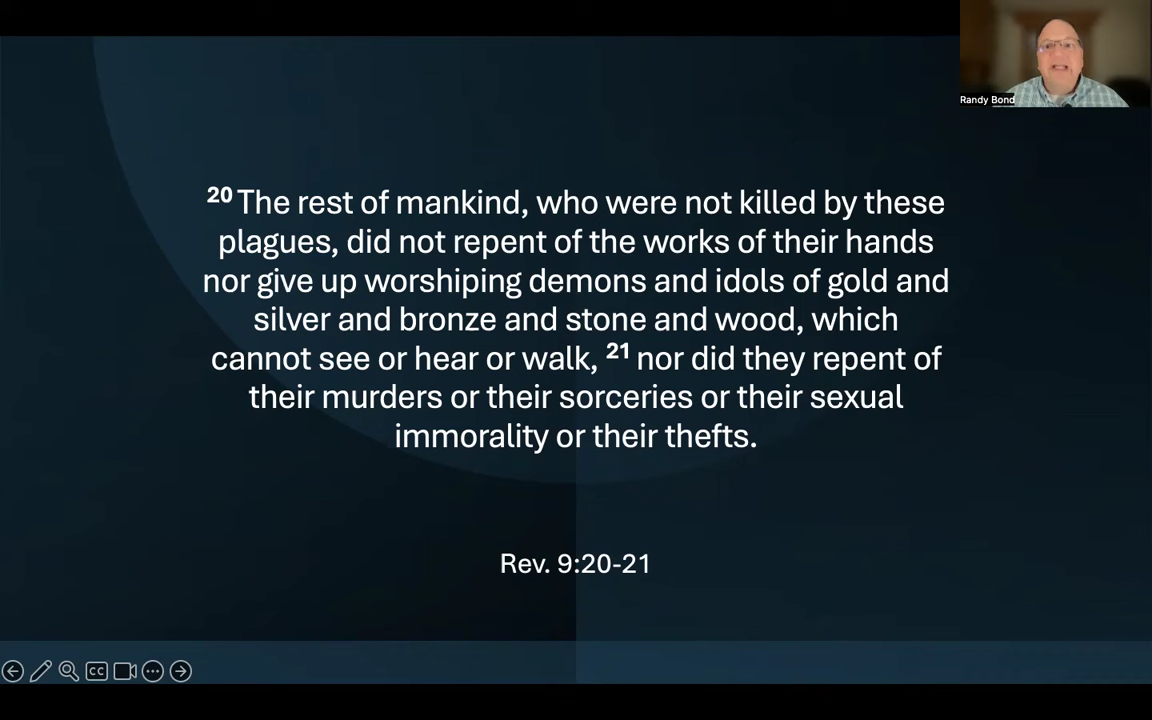 Randy Bond
20 The rest of mankind, who were not killed by these
plagues, did not repent of the works of their hands
nor give up worshiping demons and idols of gold and
silver and bronze and stone and wood, which
cannot see or hear or walk, 21 nor did they repent of
their murders or their sorceries or their sexual
immorality or their thefts.
Rev. 9:20-21
CC